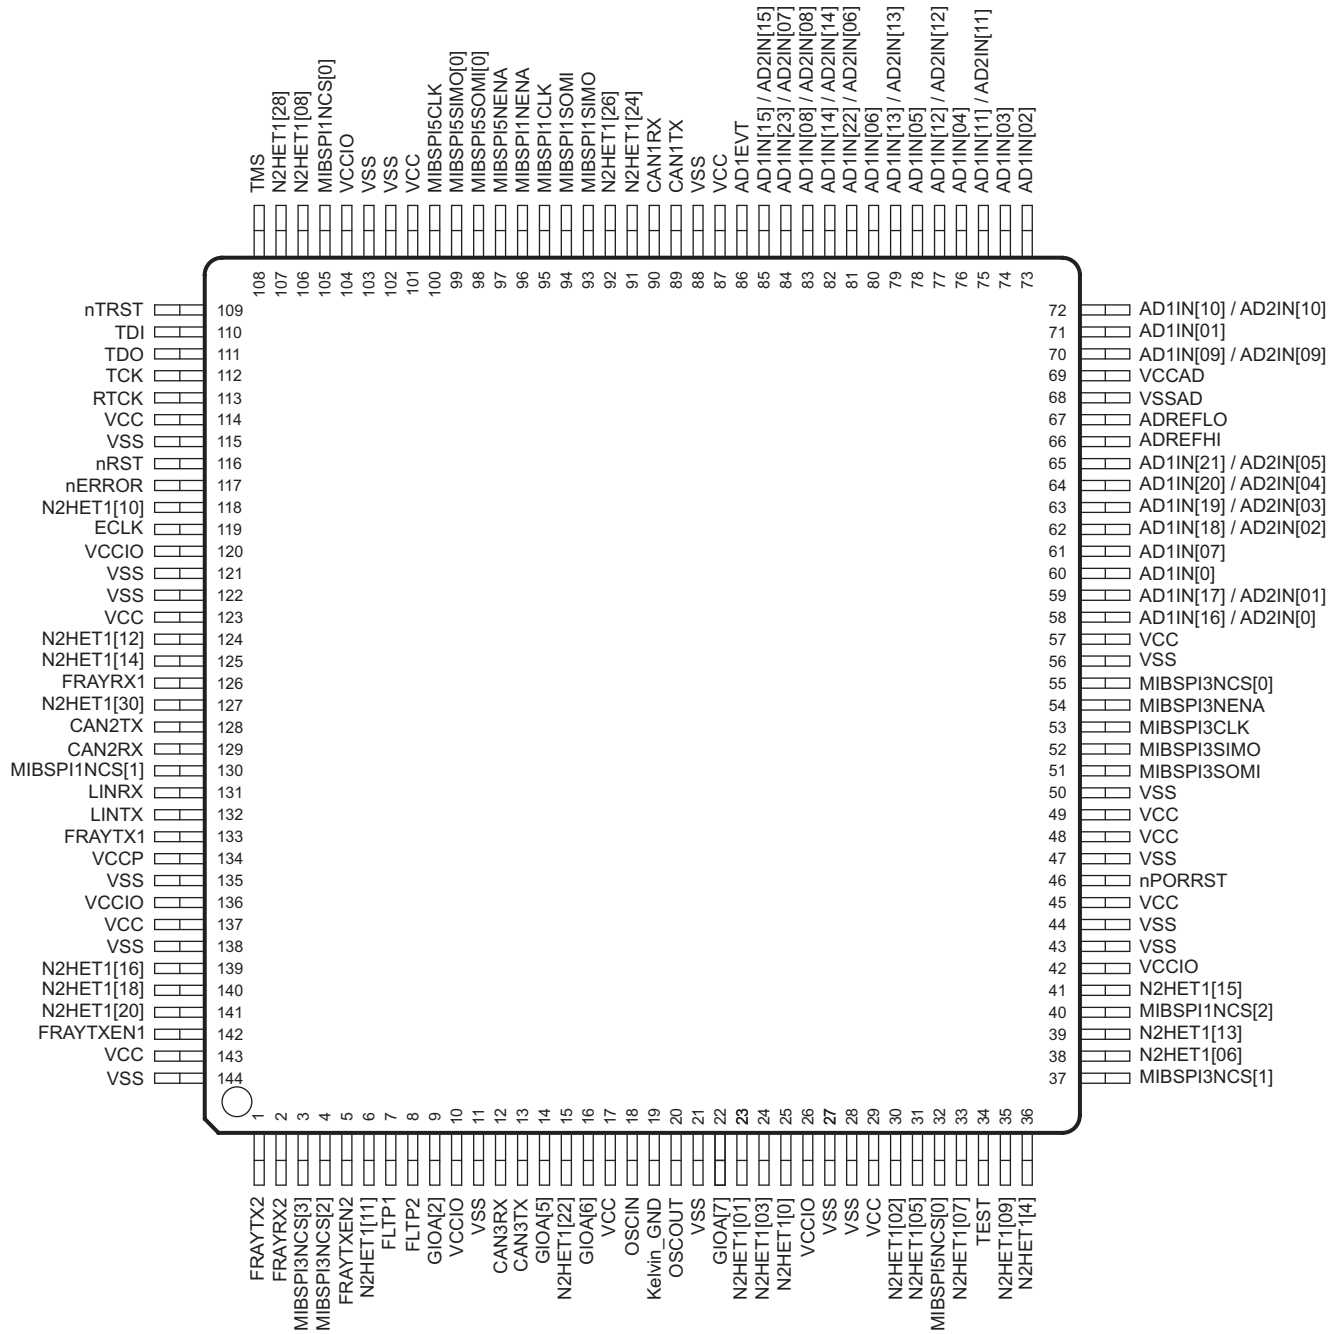 TMS
N2HET1[28]
N2HET1[08]
MIBSPI1NCS[0]
VCCIO
VSS
VSS
VCC
MIBSPI5CLK
MIBSPI5SIMO[0]
MIBSPI5SOMI[0]
MIBSPI5NENA
MIBSPI1NENA
MIBSPI1CLK
MIBSPI1SOMI
MIBSPI1SIMO
N2HET1[26]
N2HET1[24]
CAN1RX
CAN1TX
VSS
VCC
AD1EVT
AD1IN[15] / AD2IN[15]
AD1IN[23] / AD2IN[07]
AD1IN[08] / AD2IN[08]
AD1IN[14] / AD2IN[14]
AD1IN[22] / AD2IN[06]
AD1IN[06]
AD1IN[13] / AD2IN[13]
AD1IN[05]
AD1IN[12] / AD2IN[12]
AD1IN[04]
AD1IN[11] / AD2IN[11]
AD1IN[03]
AD1IN[02]
108
107
106
105
104
103
102
101
100
99
98
97
96
95
94
93
92
91
90
89
88
87
86
85
84
83
82
81
80
79
78
77
76
75
74
73
nTRST 109
TDI 110
TDO 111
TCK 112
RTCK 113
VCC 114
VSS 115
nRST 116
nERROR 117
N2HET1[10] 118
ECLK 119
VCCIO 120
VSS 121
VSS 122
VCC 123
N2HET1[12] 124
N2HET1[14] 125
FRAYRX1 126
N2HET1[30] 127
CAN2TX 128
CAN2RX 129
MIBSPI1NCS[1] 130
LINRX 131
LINTX 132
FRAYTX1 133
VCCP 134
VSS 135
VCCIO 136
VCC 137
VSS 138
N2HET1[16] 139
N2HET1[18] 140
N2HET1[20] 141
FRAYTXEN1 142
VCC 143
VSS 144
72 AD1IN[10] / AD2IN[10]
71 AD1IN[01]
70 AD1IN[09] / AD2IN[09]
69 VCCAD
68 VSSAD
67 ADREFLO
66 ADREFHI
65 AD1IN[21] / AD2IN[05]
64 AD1IN[20] / AD2IN[04]
63 AD1IN[19] / AD2IN[03]
62 AD1IN[18] / AD2IN[02]
61 AD1IN[07]
60 AD1IN[0]
59 AD1IN[17] / AD2IN[01]
58 AD1IN[16] / AD2IN[0]
57 VCC
56 VSS
55 MIBSPI3NCS[0]
54 MIBSPI3NENA
53 MIBSPI3CLK
52 MIBSPI3SIMO
51 MIBSPI3SOMI
50 VSS
49 VCC
48 VCC
47 VSS
46 nPORRST
45 VCC
44 VSS
43 VSS
42 VCCIO
41 N2HET1[15]
40 MIBSPI1NCS[2]
39 N2HET1[13]
38 N2HET1[06]
37 MIBSPI3NCS[1]
1
2
3
4
5
6
7
8
9
10
11
12
13
14
15
16
17
18
19
20
21
22
23
24
25
26
27
28
29
30
31
32
33
34
35
36
FRAYTX2
FRAYRX2
MIBSPI3NCS[3]
MIBSPI3NCS[2]
FRAYTXEN2
N2HET1[11]
FLTP1
FLTP2
GIOA[2]
VCCIO
VSS
CAN3RX
CAN3TX
GIOA[5]
N2HET1[22]
GIOA[6]
VCC
OSCIN
Kelvin_GND
OSCOUT
VSS
GIOA[7]
N2HET1[01]
N2HET1[03]
N2HET1[0]
VCCIO
VSS
VSS
VCC
N2HET1[02]
N2HET1[05]
MIBSPI5NCS[0]
N2HET1[07]
TEST
N2HET1[09]
N2HET1[4]